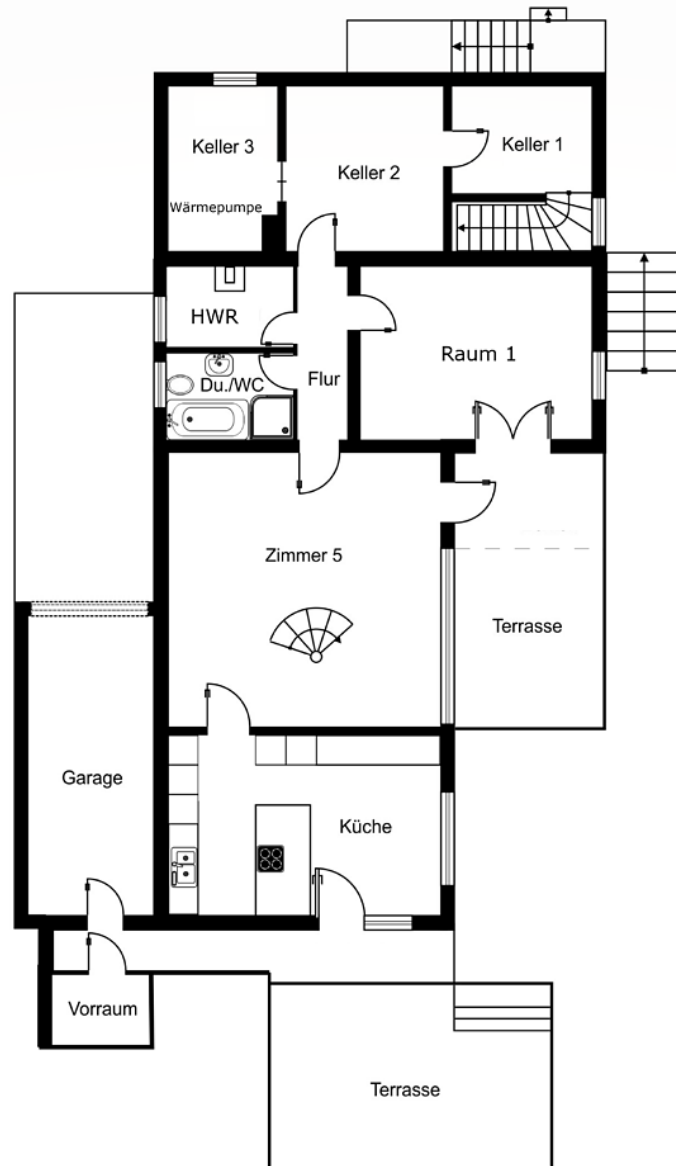 Keller 3
Keller 2
Keller 1
Wärmepumpe
HWR
Du./WC
Flur
Raum 1
Zimmer 5
Terrasse
Garage
Küche
Vorraum
Terrasse